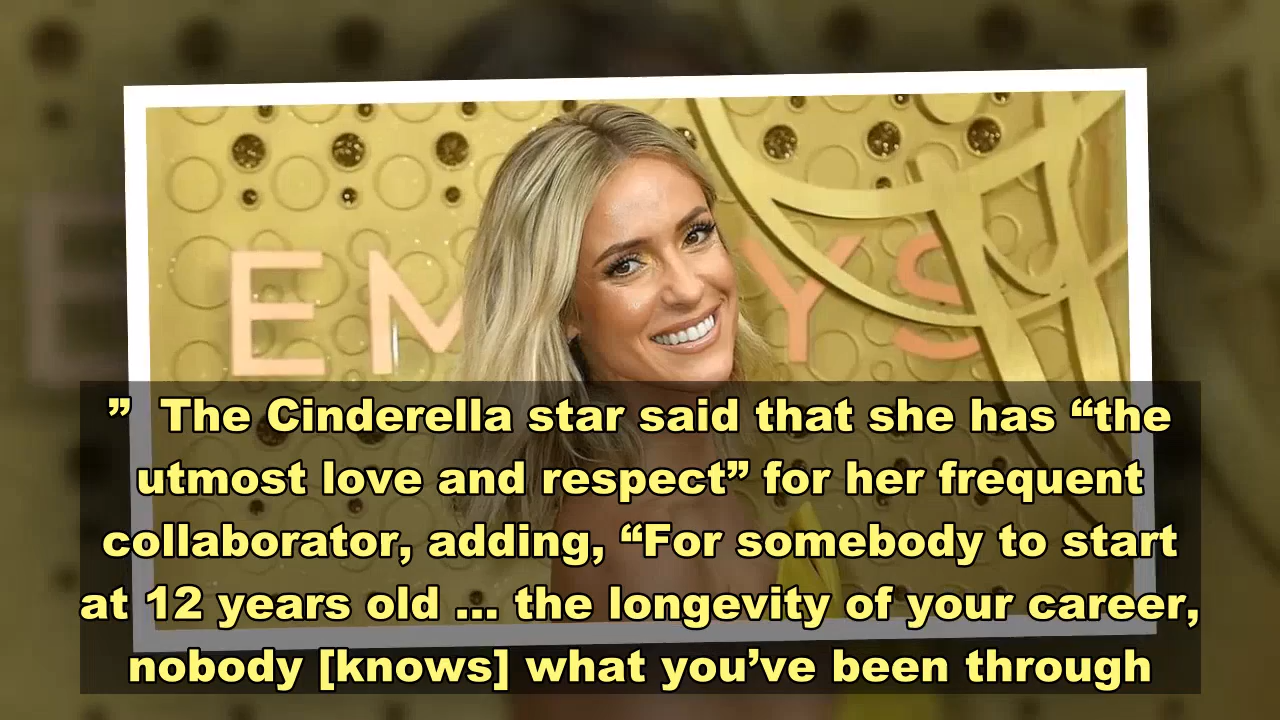 EMMYS
” The Cinderella star said that she has “the
utmost love and respect” for her frequent
collaborator, adding, “For somebody to start
at 12 years old ... the longevity of your career,
nobody [knows] what you’ve been through